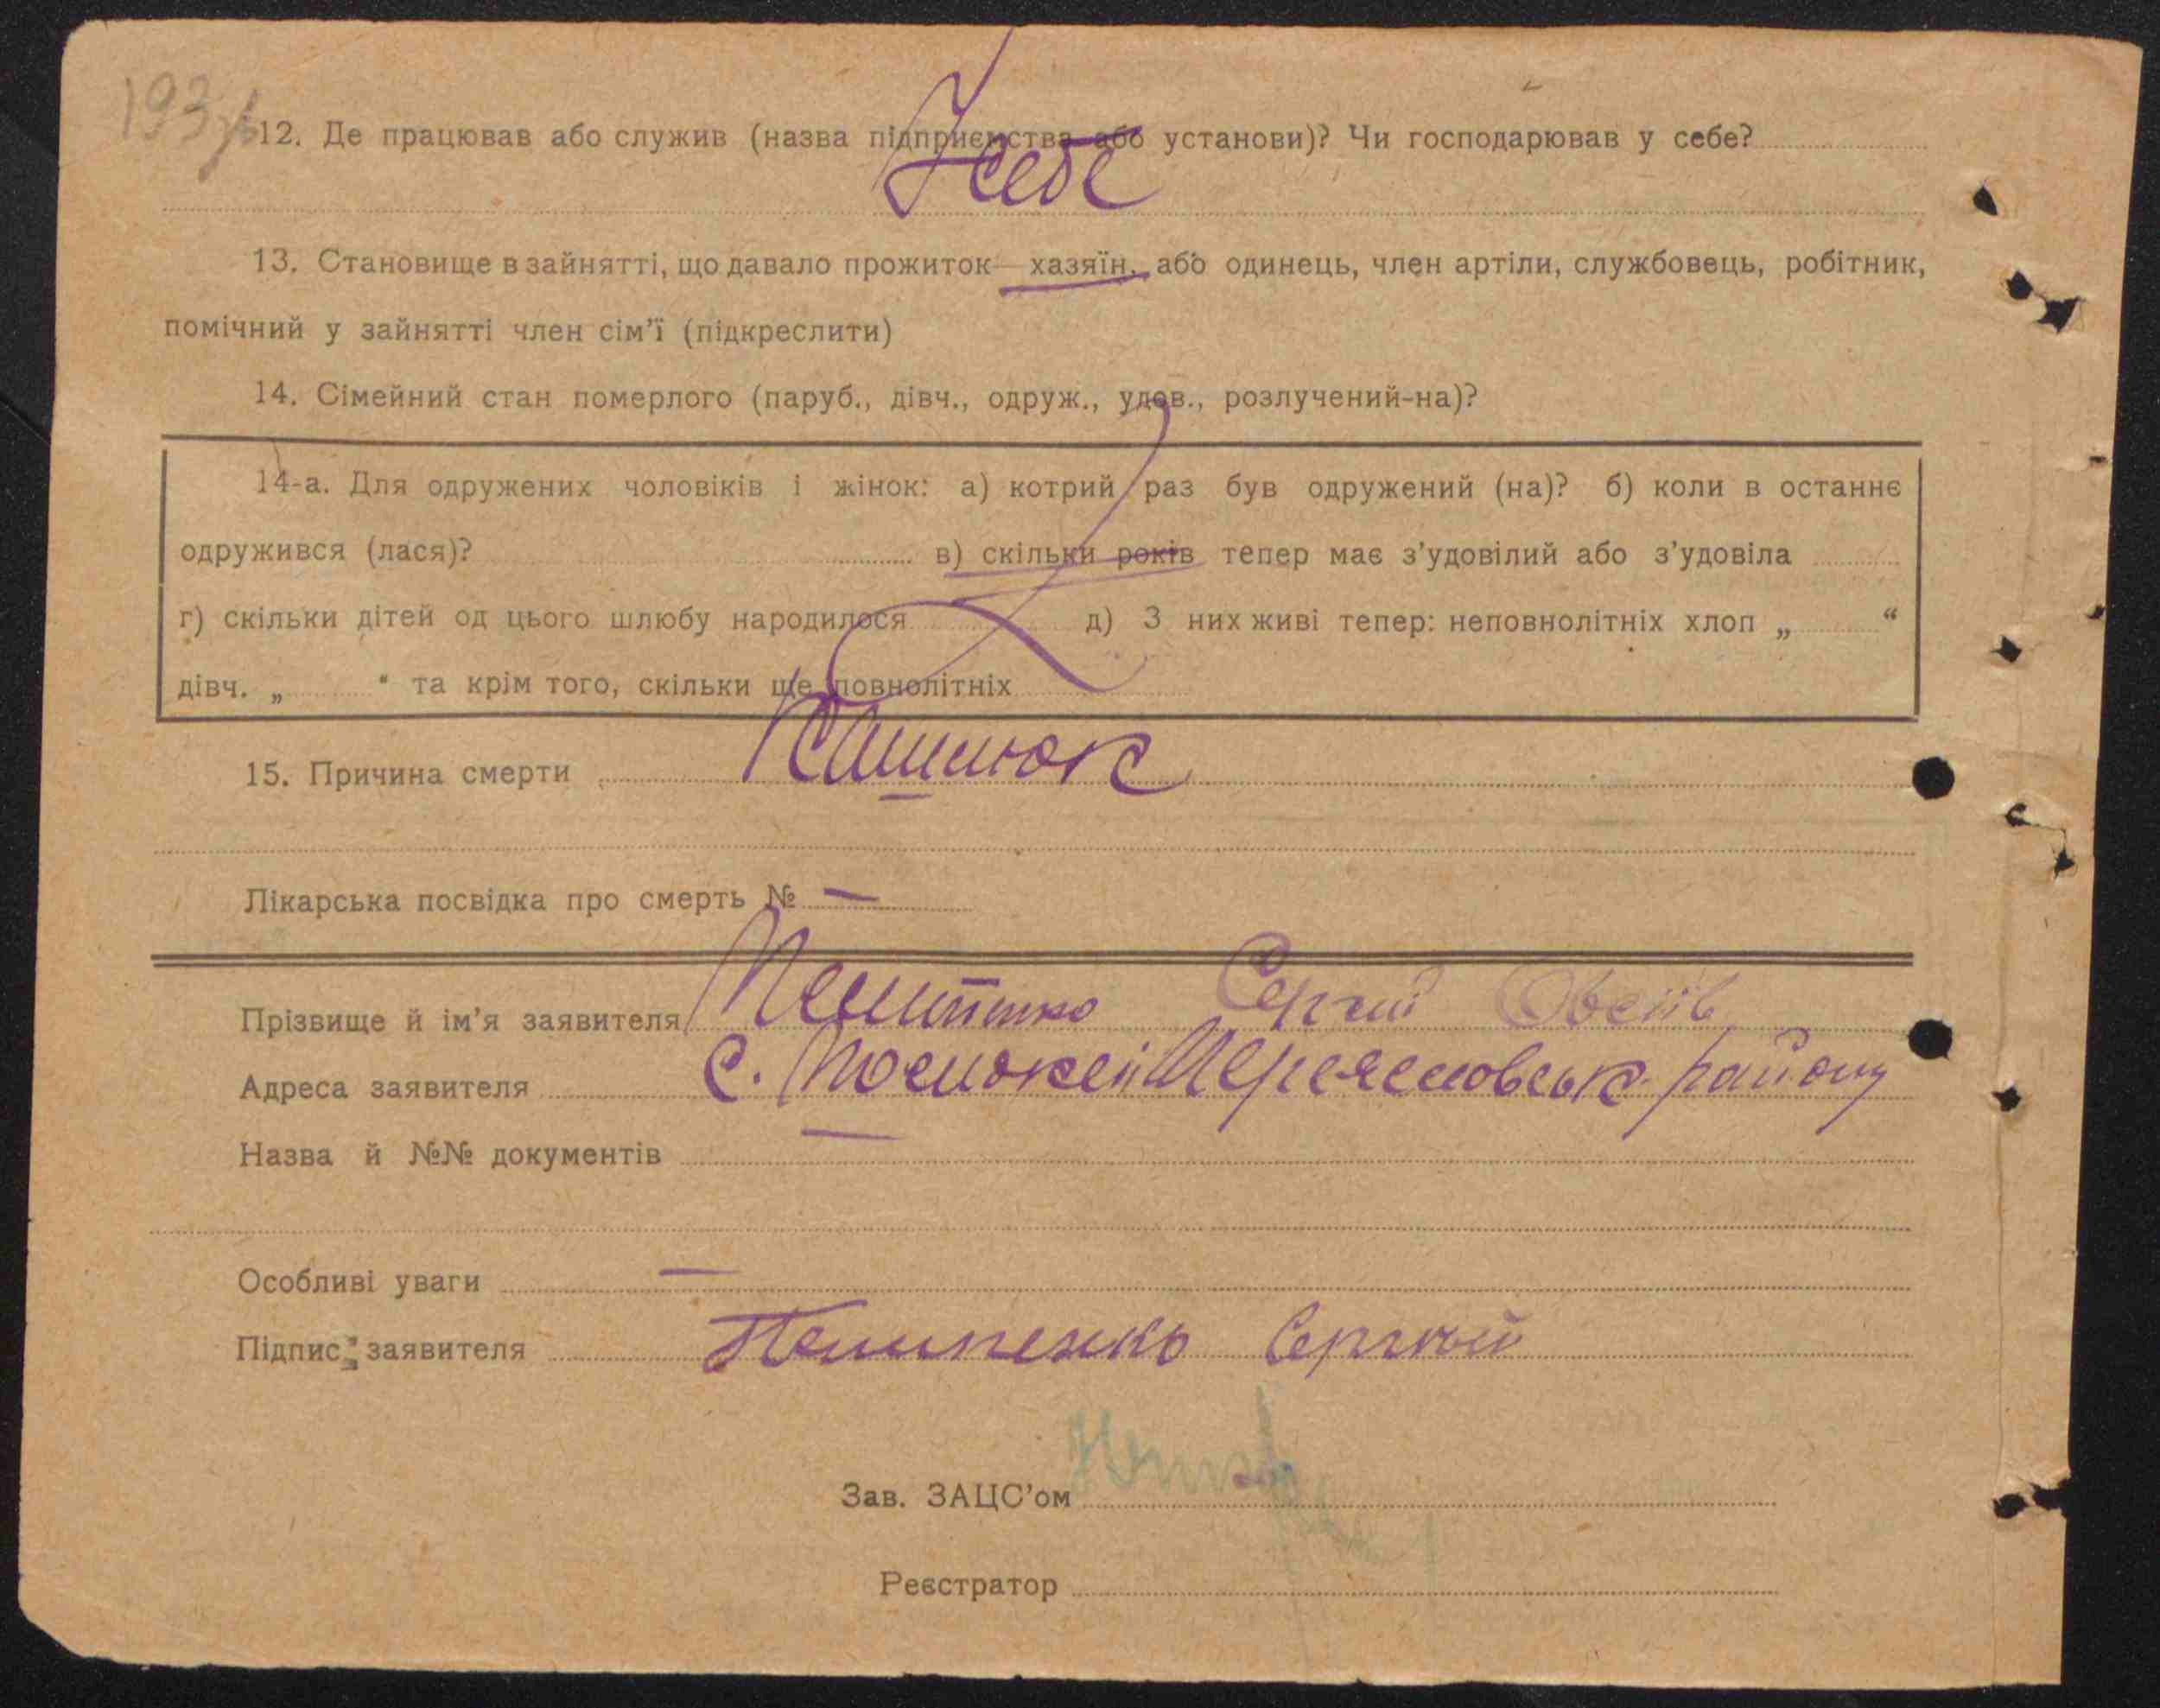 193
12. Де працював або служив (назва підприємства або установи)? Чи господарював у себе?
У себе
13. Становище в зайнятті, що давало прожиток—хазяїн, або одинець, член артіли, службовець, робітник,
помічний у зайнятті член сім'ї (підкреслити)
14. Сімейний стан померлого (паруб., дівч., одруж., удов., розлучений-на)?
14-а. Для одружених чоловіків і жінок: а) котрий раз був одружений (на)? б) коли в останнє
одружився (лася)? в) скільки років тепер має з'удовілий або з'удовіла
г) скільки дітей од цього шлюбу народилося д) З них живі тепер: неповнолітніх хлоп „ “
дівч. „ “ та крім того, скільки ще повнолітніх
15. Причина смерти Кашлюк
Лікарська посвідка про смерть № —
Прізвище й ім'я заявителя Сергій
Адреса заявителя с. району
Назва й №№ документів —
Особливі уваги —
Підпис заявителя Сергій
Зав. ЗАЦС'ом
Реєстратор